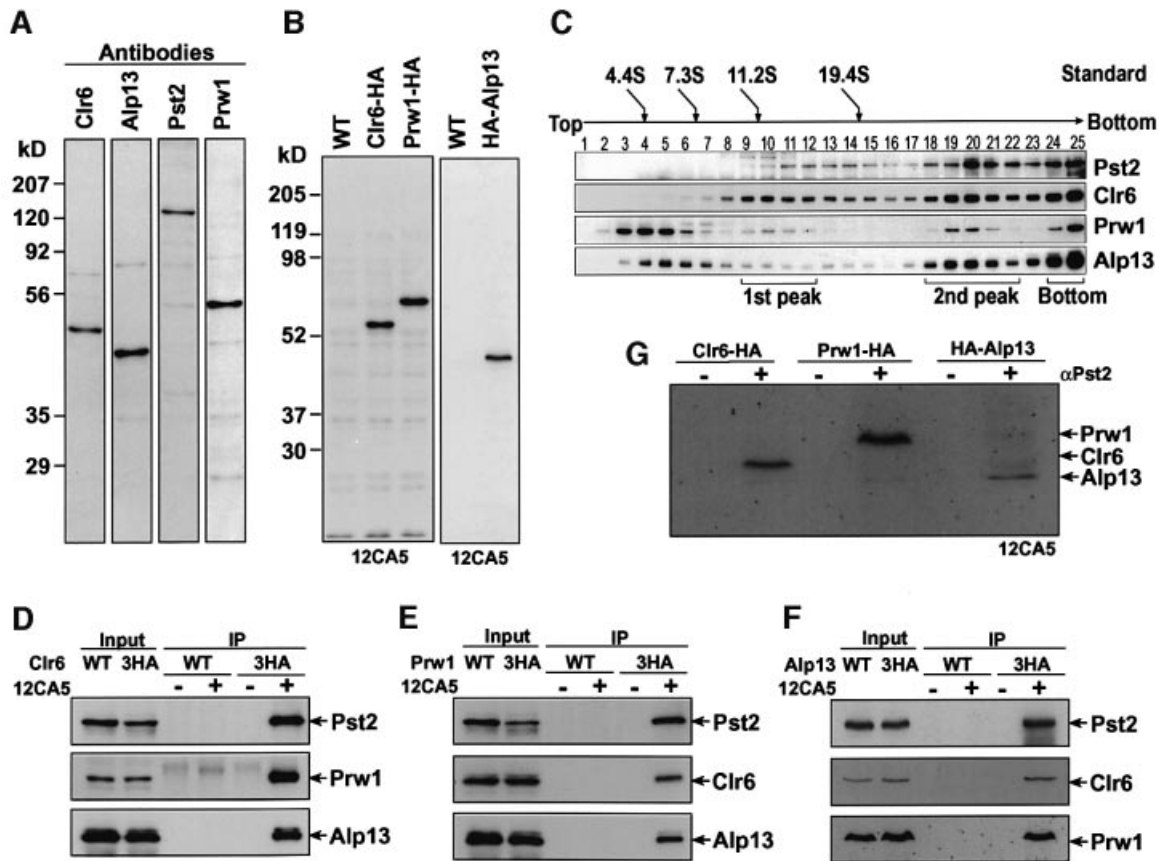 A
Antibodies
Clr6 Alp13 Pst2 Prw1
kD
207
120
92
56
35
29
B
WT Clr6-HA Prw1-HA WT HA-Alp13
kD
205
119
98
52
37
30
12CA5 12CA5
C
4.4S 7.3S 11.2S 19.4S Standard
Top Bottom
1 2 3 4 5 6 7 8 9 10 11 12 13 14 15 16 17 18 19 20 21 22 23 24 25
Pst2
Clr6
Prw1
Alp13
1st peak 2nd peak Bottom
G
Clr6-HA Prw1-HA HA-Alp13
- + - + - + αPst2
Prw1
Clr6
Alp13
12CA5
D
Input IP
Clr6 WT 3HA WT 3HA
12CA5 - + - +
Pst2
Prw1
Alp13
E
Input IP
Prw1 WT 3HA WT 3HA
12CA5 - + - +
Pst2
Clr6
Alp13
F
Input IP
Alp13 WT 3HA WT 3HA
12CA5 - + - +
Pst2
Clr6
Prw1